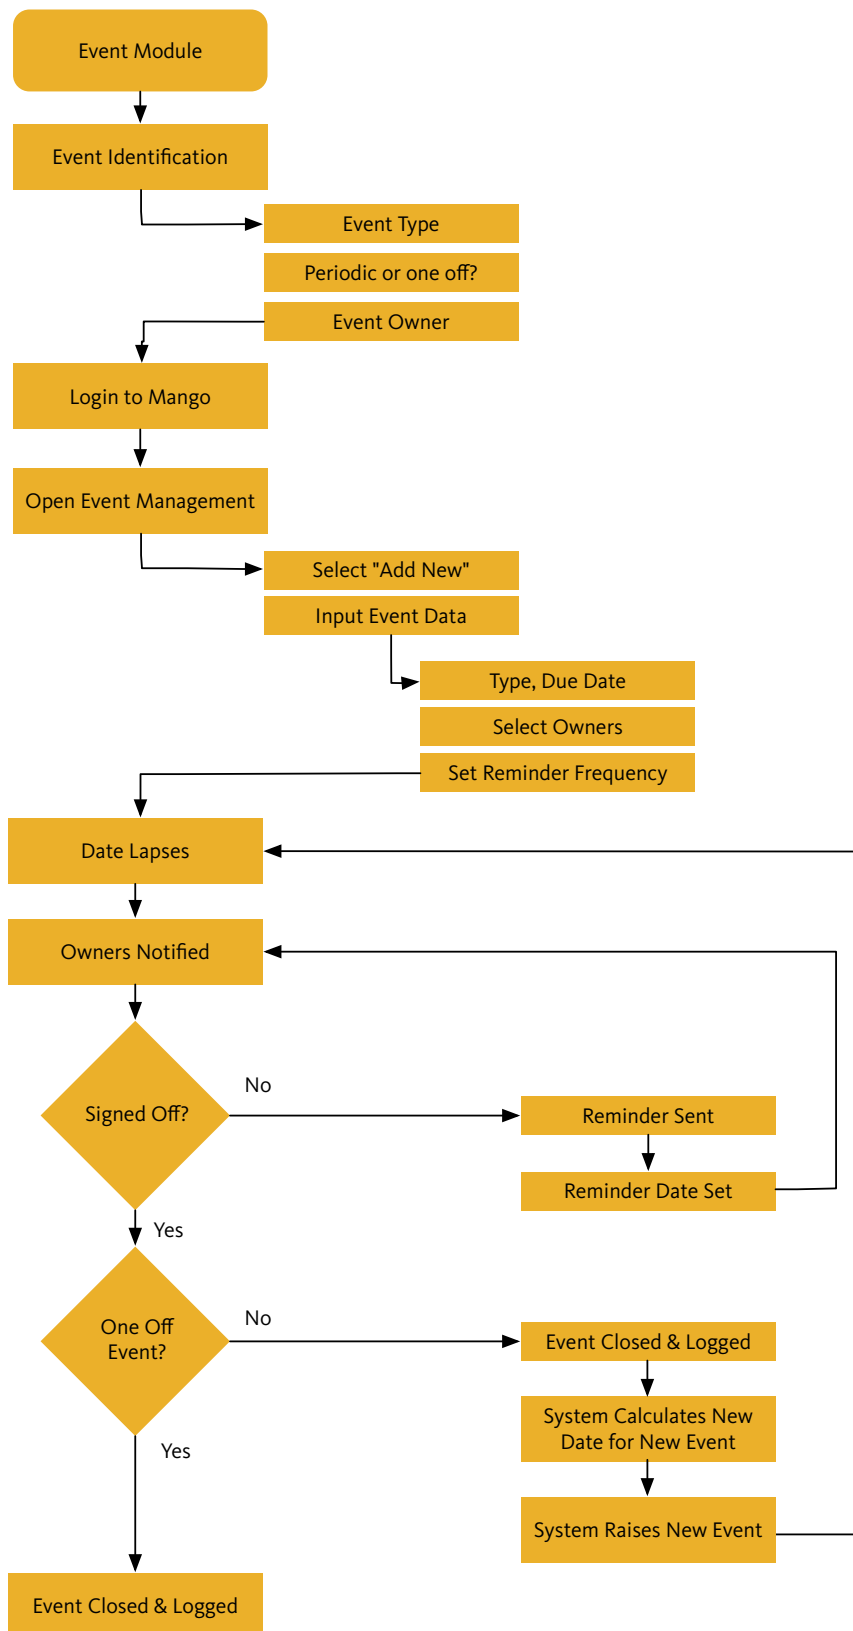 Event Module
Event Identification
Event Type
Periodic or one off?
Event Owner
Login to Mango
Open Event Management
Select "Add New"
Input Event Data
Type, Due Date
Select Owners
Set Reminder Frequency
Date Lapses
Owners Notified
Signed Off?
No
Reminder Sent
Reminder Date Set
Yes
One Off
Event?
No
Event Closed & Logged
System Calculates New
Date for New Event
System Raises New Event
Yes
Event Closed & Logged